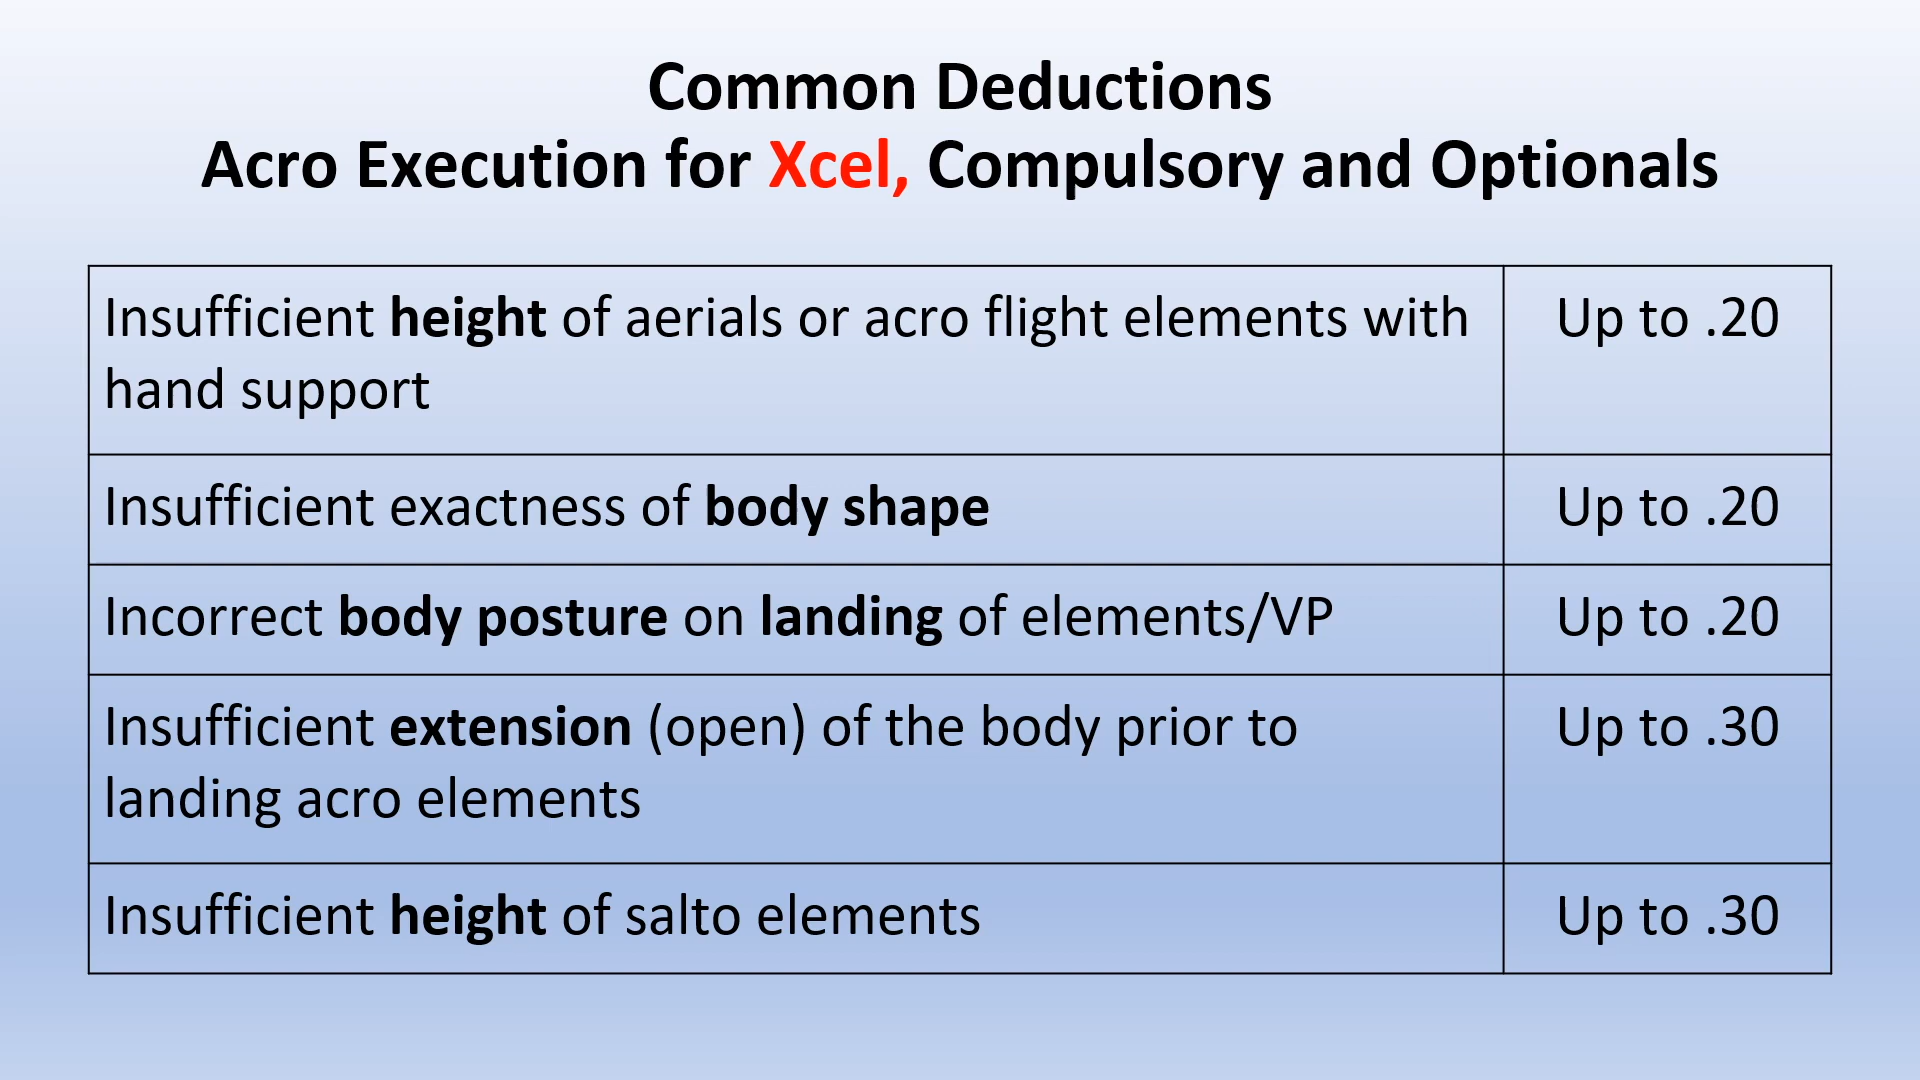 Common Deductions
Acro Execution for Xcel, Compulsory and Optionals
Insufficient height of aerials or acro flight elements with
hand support
Up to .20
Insufficient exactness of body shape
Up to .20
Incorrect body posture on landing of elements/VP
Up to .20
Insufficient extension (open) of the body prior to
landing acro elements
Up to .30
Insufficient height of salto elements
Up to .30